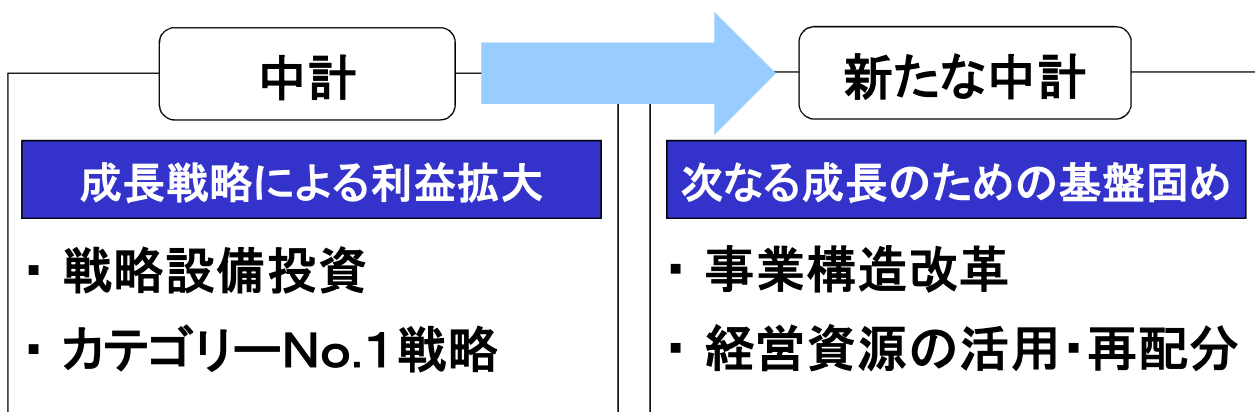 中計
成長戦略による利益拡大
・ 戦略設備投資
・ カテゴリーNo.1戦略
新たな中計
次なる成長のための基盤固め
・ 事業構造改革
・ 経営資源の活用・再配分